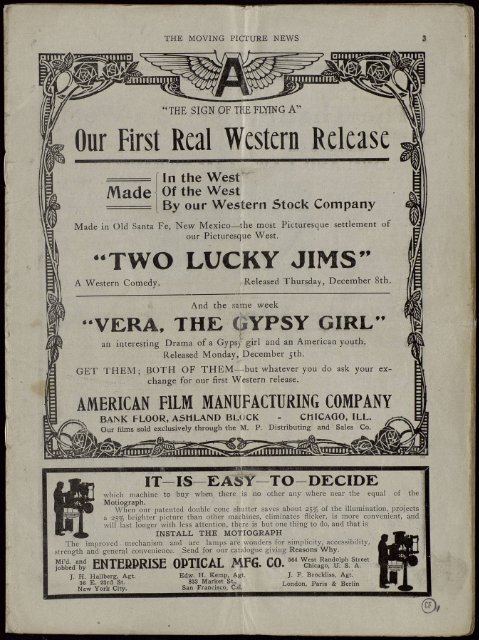 THE MOVING PICTURE NEWS 3
A
"THE SIGN OF THE FLYING A"
Our First Real Western Release
In the West
Made Of the West
By our Western Stock Company
Made in Old Santa Fe, New Mexico—the most Picturesque settlement of
our Picturesque West.
"TWO LUCKY JIMS"
A Western Comedy. Released Thursday, December 8th.
And the same week
"VERA, THE GYPSY GIRL"
an interesting Drama of a Gypsy girl and an American youth.
Released Monday, December 5th.
GET THEM; BOTH OF THEM—but whatever you do ask your ex-
change for our first Western release.
AMERICAN FILM MANUFACTURING COMPANY
BANK FLOOR, ASHLAND BLOCK - CHICAGO, ILL.
Our films sold exclusively through the M. P. Distributing and Sales Co.
IT—IS—EASY—TO—DECIDE
which machine to buy when there is no other any where near the equal of the
Motiograph.
When our patented double cone shutter saves about 25% of the illumination, projects
a 25% brighter picture than other machines, eliminates flicker, is more convenient, and
will last longer with less attention, there is but one thing to do, and that is
INSTALL THE MOTIOGRAPH
The improved mechanism and arc lamps are wonders for simplicity, accessibility,
strength and general convenience. Send for our catalogue giving Reasons Why.
Mf'd. and
jobbed by ENTERPRISE OPTICAL MFG. CO. 564 West Randolph Street
Chicago, U. S. A.
J. H. Hallberg, Agt. Edw. H. Kemp, Agt. J. F. Brockliss, Agt.
36 E. 23rd St. 833 Market St., London, Paris & Berlin
New York City. San Francisco, Cal.